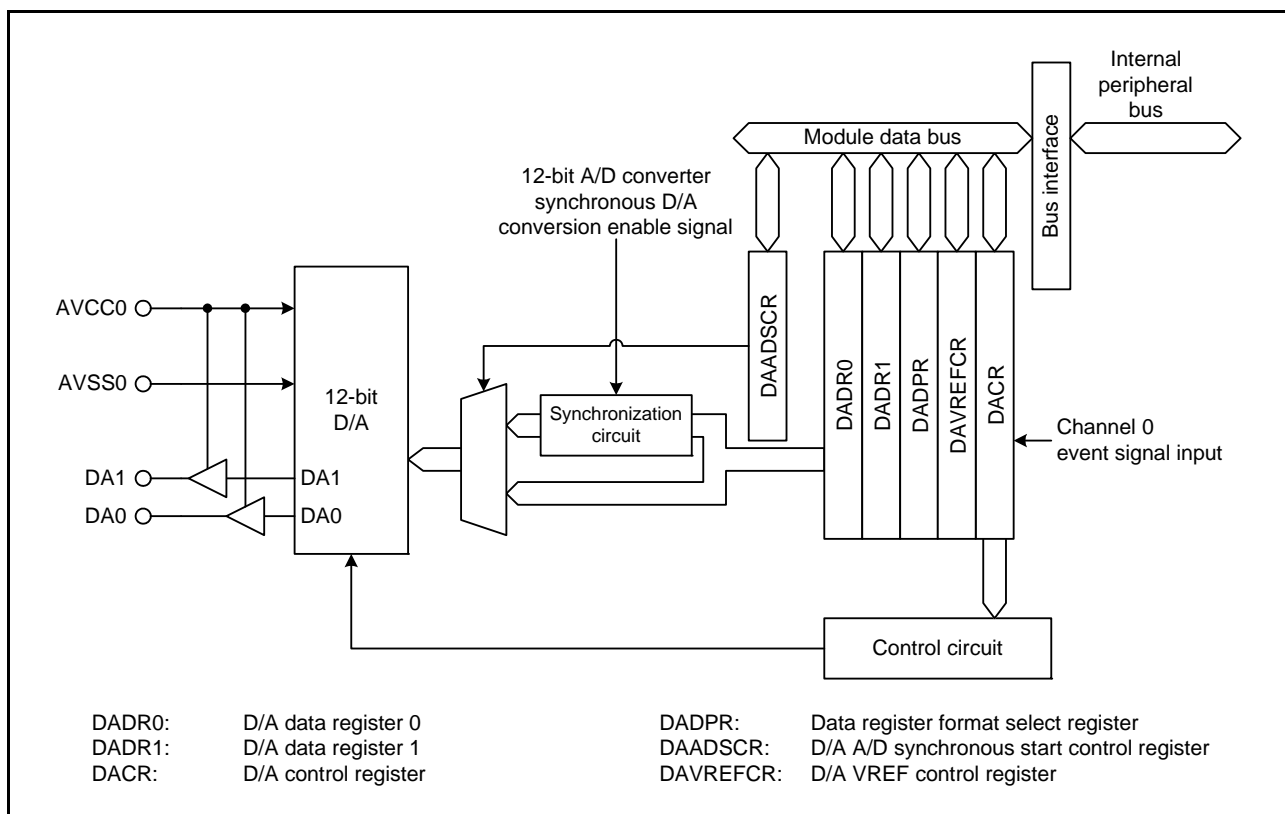 Internal
peripheral
bus
Module data bus
Bus interface
12-bit A/D converter
synchronous D/A
conversion enable signal
AVCC0
AVSS0
12-bit
D/A
Synchronization
circuit
DAADSCR
DADR0
DADR1
DADPR
DAVREFCR
DACR
Channel 0
event signal input
DA1
DA1
DA0
DA0
Control circuit
DADR0: D/A data register 0
DADPR: Data register format select register
DADR1: D/A data register 1
DAADSCR: D/A A/D synchronous start control register
DACR: D/A control register
DAVREFCR: D/A VREF control register